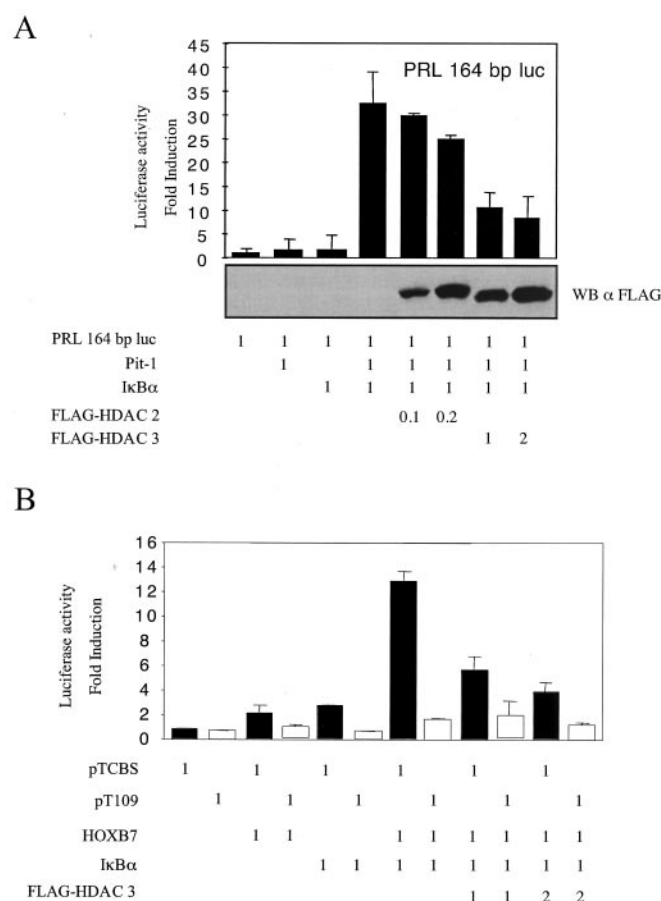 A
PRL 164 bp luc
Luciferase activity
Fold Induction
45
40
35
30
25
20
15
10
5
0
WB α FLAG
PRL 164 bp luc 1 1 1 1 1 1 1 1
Pit-1 1 1 1 1 1 1
IκBα 1 1 1 1 1 1
FLAG-HDAC 2 0.1 0.2
FLAG-HDAC 3 1 2
B
Luciferase activity
Fold Induction
16
14
12
10
8
6
4
2
0
pTCBS 1 1 1 1 1 1
pT109 1 1 1 1 1 1
HOXB7 1 1 1 1 1 1 1 1
IκBα 1 1 1 1 1 1 1 1
FLAG-HDAC 3 1 1 2 2